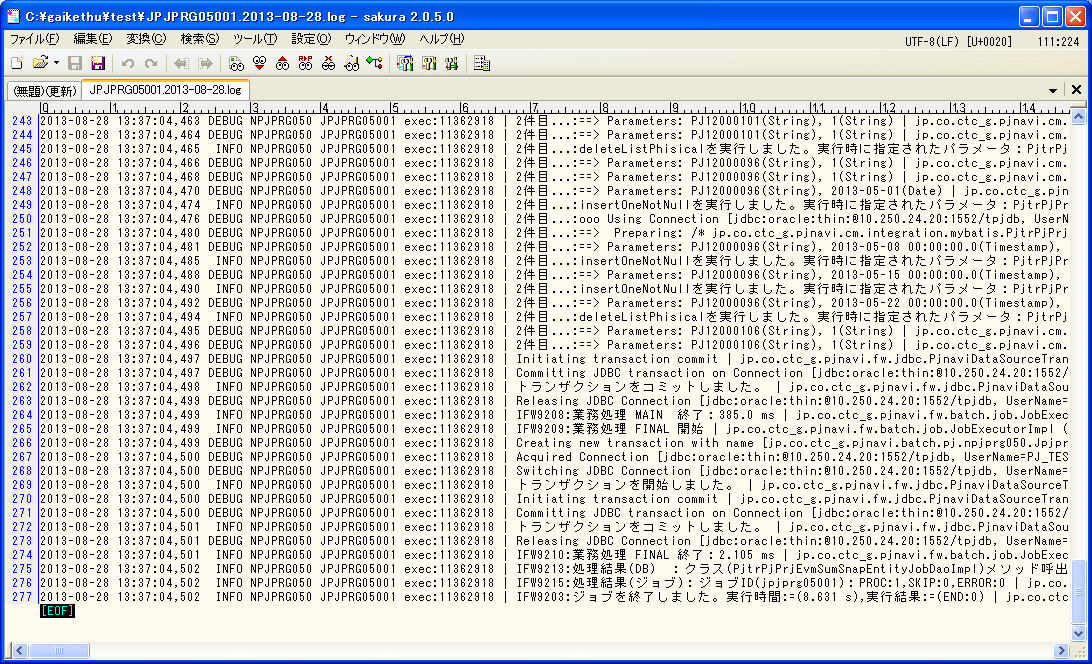 C:¥gaikethu¥test¥JPJPRG05001.2013-08-28.log - sakura 2.0.5.0
ファイル(F) 編集(E) 変換(C) 検索(S) ツール(T) 設定(O) ウィンドウ(W) ヘルプ(H) UTF-8(LF) [U+0020] 111:224
(無題)(更新) JPJPRG05001.2013-08-28.log
0 1 2 3 4 5 6 7 8 9 10 11 12 13 14
243 2013-08-28 13:37:04,463 DEBUG NPJPRG050 JPJPRG05001 exec:11362918 | 2件目...:==> Parameters: PJ12000101(String), 1(String) | jp.co.ctc_g.pjnavi.cm.
244 2013-08-28 13:37:04,464 DEBUG NPJPRG050 JPJPRG05001 exec:11362918 | 2件目...:==> Parameters: PJ12000101(String), 1(String) | jp.co.ctc_g.pjnavi.cm.
245 2013-08-28 13:37:04,465 INFO NPJPRG050 JPJPRG05001 exec:11362918 | 2件目...:deleteListPhisicalを実行しました。実行時に指定されたパラメータ：PjtrPj
246 2013-08-28 13:37:04,466 DEBUG NPJPRG050 JPJPRG05001 exec:11362918 | 2件目...:==> Parameters: PJ12000096(String), 1(String) | jp.co.ctc_g.pjnavi.cm.
247 2013-08-28 13:37:04,468 DEBUG NPJPRG050 JPJPRG05001 exec:11362918 | 2件目...:==> Parameters: PJ12000096(String), 1(String) | jp.co.ctc_g.pjnavi.cm.
248 2013-08-28 13:37:04,470 DEBUG NPJPRG050 JPJPRG05001 exec:11362918 | 2件目...:==> Parameters: PJ12000096(String), 2013-05-01(Date) | jp.co.ctc_g.pjn
249 2013-08-28 13:37:04,474 INFO NPJPRG050 JPJPRG05001 exec:11362918 | 2件目...:insertOneNotNullを実行しました。実行時に指定されたパラメータ：PjtrPjPr
250 2013-08-28 13:37:04,476 DEBUG NPJPRG050 JPJPRG05001 exec:11362918 | 2件目...:ooo Using Connection [jdbc:oracle:thin:@10.250.24.20:1552/tpjdb, UserN
251 2013-08-28 13:37:04,480 DEBUG NPJPRG050 JPJPRG05001 exec:11362918 | 2件目...:==> Preparing: /* jp.co.ctc_g.pjnavi.cm.integration.mybatis.PjtrPjPrj
252 2013-08-28 13:37:04,481 DEBUG NPJPRG050 JPJPRG05001 exec:11362918 | 2件目...:==> Parameters: PJ12000096(String), 2013-05-08 00:00:00.0(Timestamp),
253 2013-08-28 13:37:04,485 INFO NPJPRG050 JPJPRG05001 exec:11362918 | 2件目...:insertOneNotNullを実行しました。実行時に指定されたパラメータ：PjtrPjPr
254 2013-08-28 13:37:04,487 DEBUG NPJPRG050 JPJPRG05001 exec:11362918 | 2件目...:==> Parameters: PJ12000096(String), 2013-05-15 00:00:00.0(Timestamp),
255 2013-08-28 13:37:04,490 INFO NPJPRG050 JPJPRG05001 exec:11362918 | 2件目...:insertOneNotNullを実行しました。実行時に指定されたパラメータ：PjtrPjPr
256 2013-08-28 13:37:04,492 DEBUG NPJPRG050 JPJPRG05001 exec:11362918 | 2件目...:==> Parameters: PJ12000096(String), 2013-05-22 00:00:00.0(Timestamp),
257 2013-08-28 13:37:04,494 INFO NPJPRG050 JPJPRG05001 exec:11362918 | 2件目...:deleteListPhisicalを実行しました。実行時に指定されたパラメータ：PjtrPj
258 2013-08-28 13:37:04,495 DEBUG NPJPRG050 JPJPRG05001 exec:11362918 | 2件目...:==> Parameters: PJ12000106(String), 1(String) | jp.co.ctc_g.pjnavi.cm.
259 2013-08-28 13:37:04,496 DEBUG NPJPRG050 JPJPRG05001 exec:11362918 | 2件目...:==> Parameters: PJ12000106(String), 1(String) | jp.co.ctc_g.pjnavi.cm.
260 2013-08-28 13:37:04,497 DEBUG NPJPRG050 JPJPRG05001 exec:11362918 | Initiating transaction commit | jp.co.ctc_g.pjnavi.fw.jdbc.PjnaviDataSourceTran
261 2013-08-28 13:37:04,497 DEBUG NPJPRG050 JPJPRG05001 exec:11362918 | Committing JDBC transaction on Connection [jdbc:oracle:thin:@10.250.24.20:1552/
262 2013-08-28 13:37:04,498 INFO NPJPRG050 JPJPRG05001 exec:11362918 | トランザクションをコミットしました。 | jp.co.ctc_g.pjnavi.fw.jdbc.PjnaviDataSou
263 2013-08-28 13:37:04,499 DEBUG NPJPRG050 JPJPRG05001 exec:11362918 | Releasing JDBC Connection [jdbc:oracle:thin:@10.250.24.20:1552/tpjdb, UserName=
264 2013-08-28 13:37:04,499 INFO NPJPRG050 JPJPRG05001 exec:11362918 | IFW9208:業務処理 MAIN 終了：385.0 ms | jp.co.ctc_g.pjnavi.fw.batch.job.JobExec
265 2013-08-28 13:37:04,499 INFO NPJPRG050 JPJPRG05001 exec:11362918 | IFW9209:業務処理 FINAL 開始 | jp.co.ctc_g.pjnavi.fw.batch.job.JobExecutorImpl (
266 2013-08-28 13:37:04,499 DEBUG NPJPRG050 JPJPRG05001 exec:11362918 | Creating new transaction with name [jp.co.ctc_g.pjnavi.batch.pj.npjprg050.Jpjpr
267 2013-08-28 13:37:04,500 DEBUG NPJPRG050 JPJPRG05001 exec:11362918 | Acquired Connection [jdbc:oracle:thin:@10.250.24.20:1552/tpjdb, UserName=PJ_TES
268 2013-08-28 13:37:04,500 DEBUG NPJPRG050 JPJPRG05001 exec:11362918 | Switching JDBC Connection [jdbc:oracle:thin:@10.250.24.20:1552/tpjdb, UserName=
269 2013-08-28 13:37:04,500 INFO NPJPRG050 JPJPRG05001 exec:11362918 | トランザクションを開始しました。 | jp.co.ctc_g.pjnavi.fw.jdbc.PjnaviDataSourceT
270 2013-08-28 13:37:04,500 DEBUG NPJPRG050 JPJPRG05001 exec:11362918 | Initiating transaction commit | jp.co.ctc_g.pjnavi.fw.jdbc.PjnaviDataSourceTran
271 2013-08-28 13:37:04,500 DEBUG NPJPRG050 JPJPRG05001 exec:11362918 | Committing JDBC transaction on Connection [jdbc:oracle:thin:@10.250.24.20:1552/
272 2013-08-28 13:37:04,501 INFO NPJPRG050 JPJPRG05001 exec:11362918 | トランザクションをコミットしました。 | jp.co.ctc_g.pjnavi.fw.jdbc.PjnaviDataSou
273 2013-08-28 13:37:04,501 DEBUG NPJPRG050 JPJPRG05001 exec:11362918 | Releasing JDBC Connection [jdbc:oracle:thin:@10.250.24.20:1552/tpjdb, UserName=
274 2013-08-28 13:37:04,501 INFO NPJPRG050 JPJPRG05001 exec:11362918 | IFW9210:業務処理 FINAL 終了：2.105 ms | jp.co.ctc_g.pjnavi.fw.batch.job.JobExec
275 2013-08-28 13:37:04,502 INFO NPJPRG050 JPJPRG05001 exec:11362918 | IFW9213:処理結果(DB) ：クラス(PjtrPjPrjEvmSumSnapEntityJobDaoImpl)メソッド呼出
276 2013-08-28 13:37:04,502 INFO NPJPRG050 JPJPRG05001 exec:11362918 | IFW9215:処理結果(ジョブ)：ジョブID(jpjprg05001)：PROC:1,SKIP:0,ERROR:0 | jp.co.
277 2013-08-28 13:37:04,502 INFO NPJPRG050 JPJPRG05001 exec:11362918 | IFW9203:ジョブを終了しました。実行時間:=(8.631 s),実行結果:=(END:0) | jp.co.ct
[EOF]